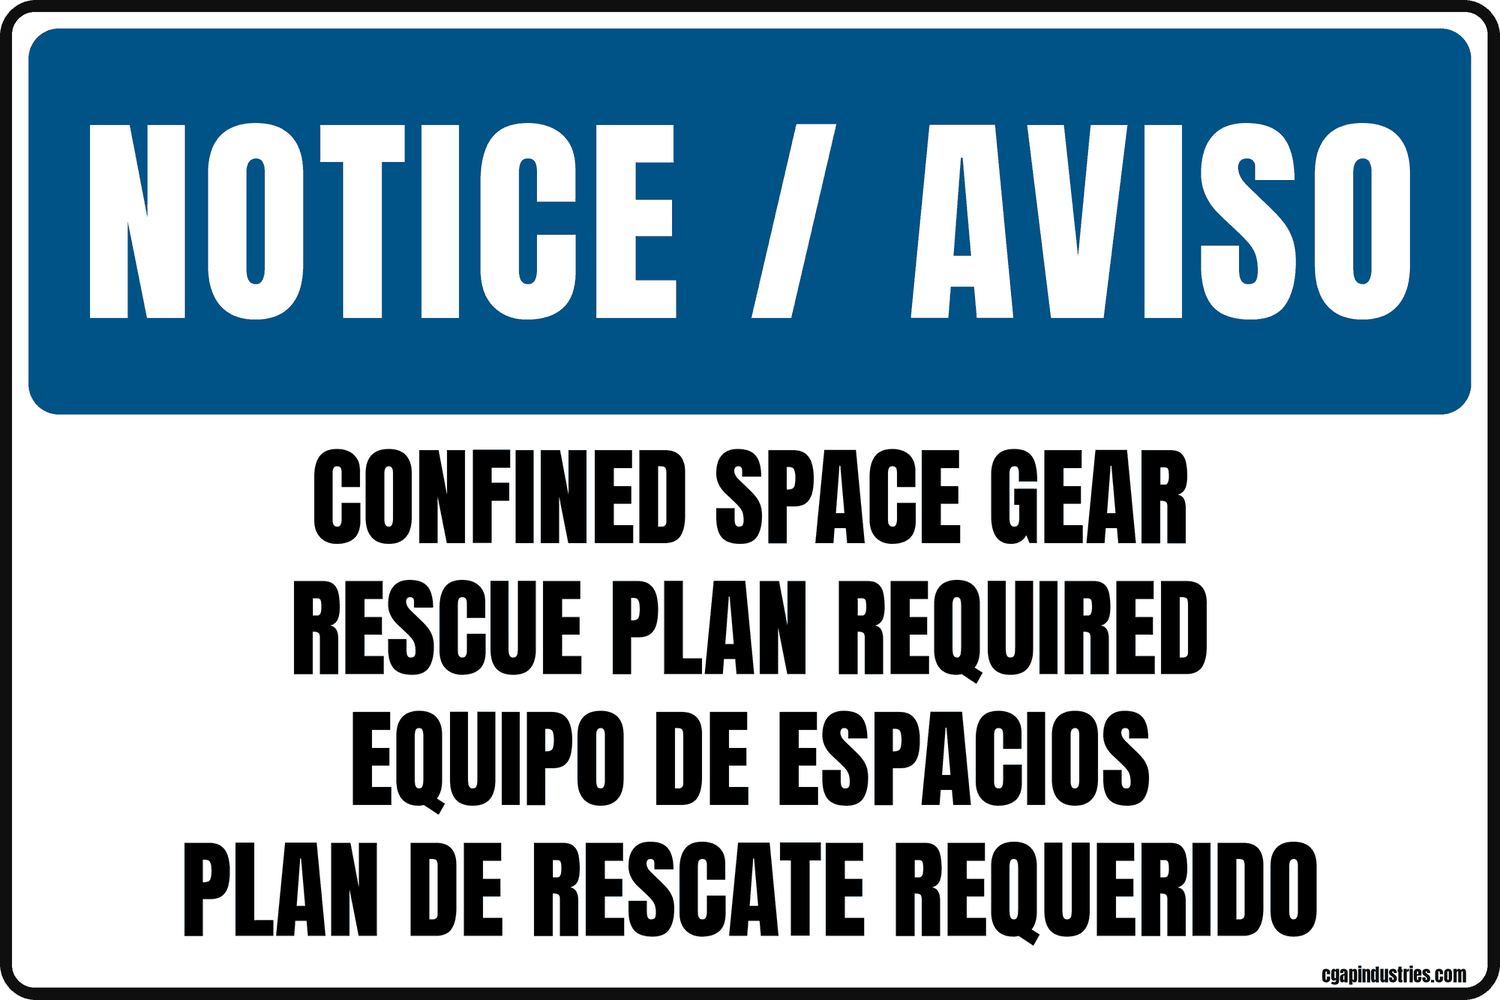 NOTICE / AVISO
CONFINED SPACE GEAR
RESCUE PLAN REQUIRED
EQUIPO DE ESPACIOS
PLAN DE RESCATE REQUERIDO
cgapindustries.com